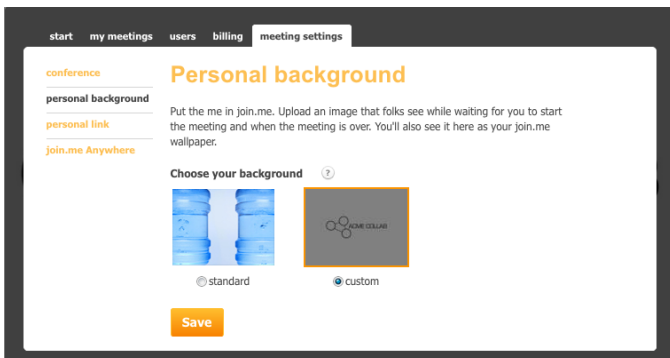 start my meetings users billing meeting settings
conference
personal background
personal link
join.me Anywhere
Personal background
Put the me in join.me. Upload an image that folks see while waiting for you to start
the meeting and when the meeting is over. You'll also see it here as your join.me
wallpaper.
Choose your background ?
ACME COLLAB
standard custom
Save